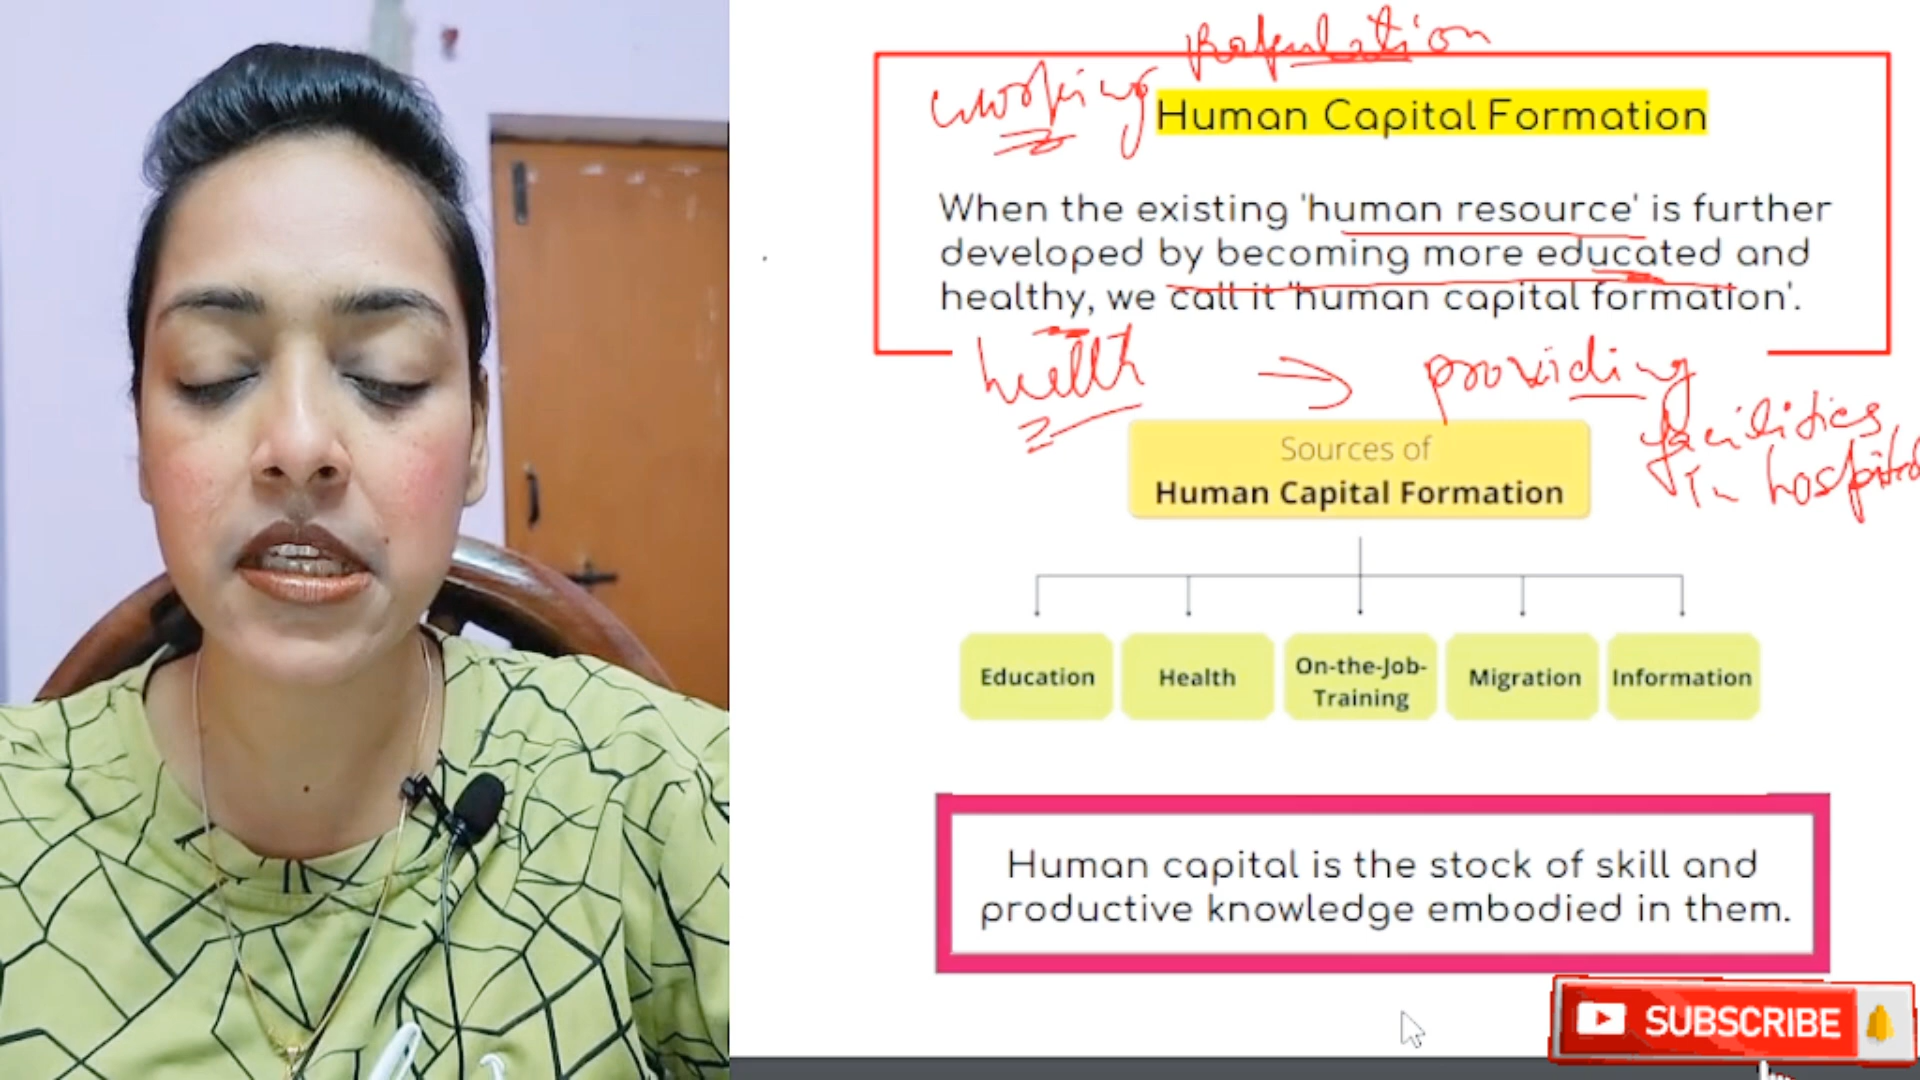 population
working
Human Capital Formation
When the existing 'human resource' is further
developed by becoming more educated and
healthy, we call it 'human capital formation'.
health → providing
facilities
in hospital
Sources of
Human Capital Formation
Education
Health
On-the-Job-
Training
Migration
Information
Human capital is the stock of skill and
productive knowledge embodied in them.
SUBSCRIBE